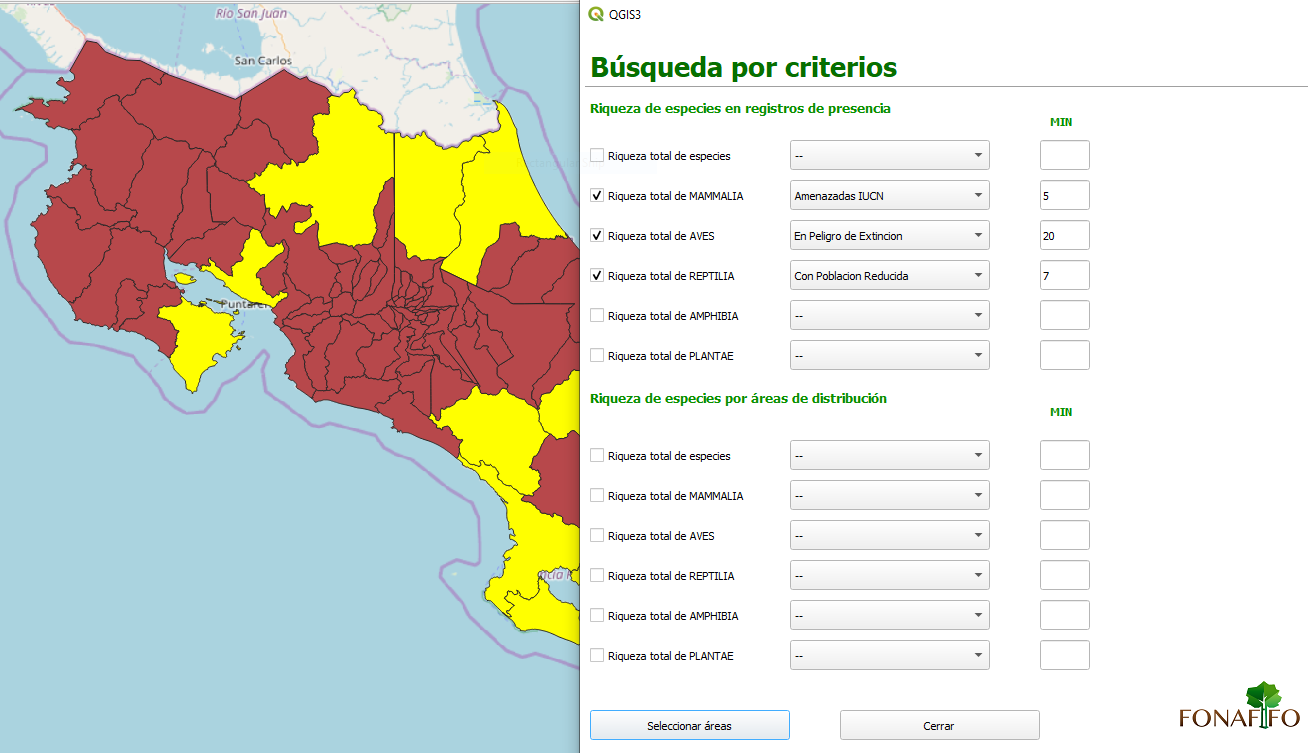 Río San Juan
San Carlos
QGIS3
Búsqueda por criterios
Riqueza de especies en registros de presencia
MIN
Riqueza total de especies
--
Riqueza total de MAMMALIA
Amenazadas IUCN
5
Riqueza total de AVES
En Peligro de Extincion
20
Riqueza total de REPTILIA
Con Poblacion Reducida
7
Riqueza total de AMPHIBIA
--
Riqueza total de PLANTAE
--
Riqueza de especies por áreas de distribución
MIN
Riqueza total de especies
--
Riqueza total de MAMMALIA
--
Riqueza total de AVES
--
Riqueza total de REPTILIA
--
Riqueza total de AMPHIBIA
--
Riqueza total de PLANTAE
--
Seleccionar áreas
Cerrar
FONAFIFO